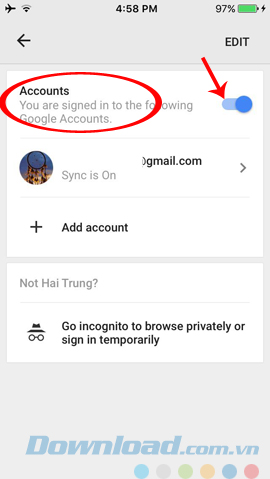 4:58 PM 97%
EDIT
Accounts
You are signed in to the following
Google Accounts.
@gmail.com
Sync is On
Add account
Not Hai Trung?
Go incognito to browse privately or
sign in temporarily
Download.com.vn